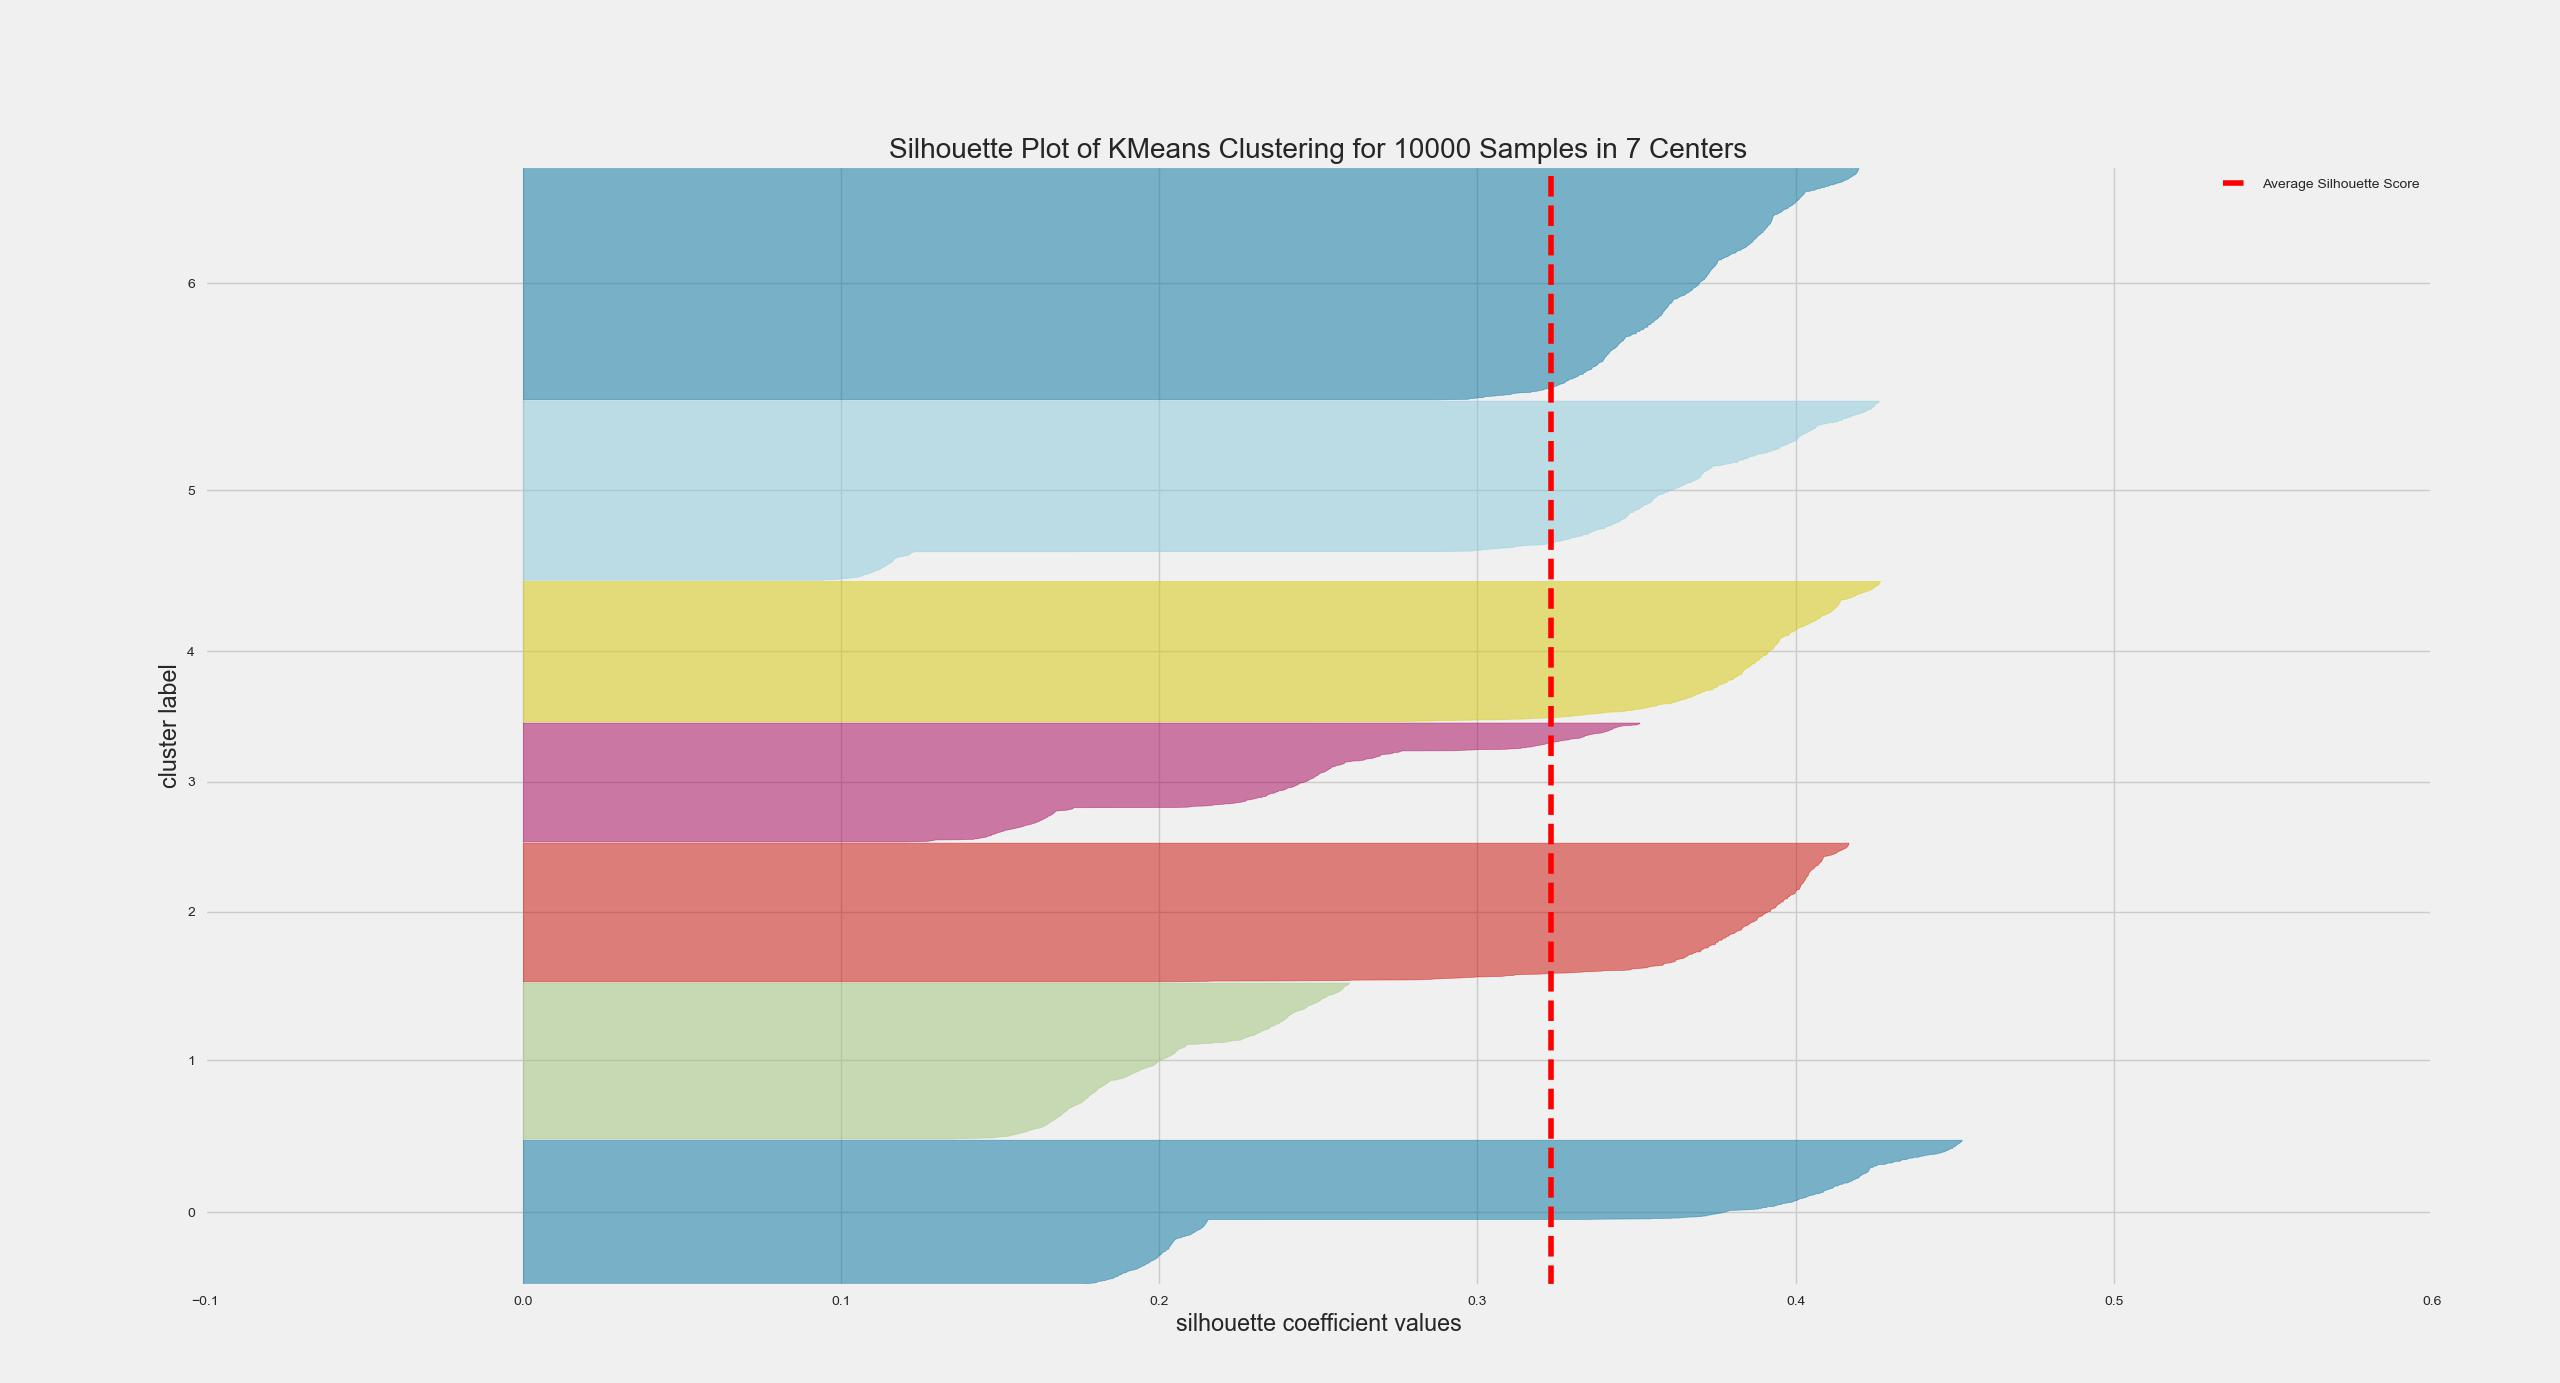 Silhouette Plot of KMeans Clustering for 10000 Samples in 7 Centers
Average Silhouette Score
6
5
4
3
2
1
0
cluster label
−0.1 0.0 0.1 0.2 0.3 0.4 0.5 0.6
silhouette coefficient values